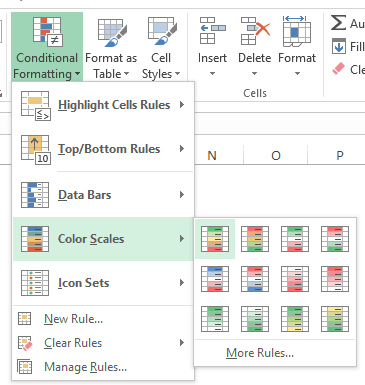 Conditional Formatting
Format as Table
Cell Styles
Insert
Delete
Format
Cells
Σ Au
Fill
Cle
Highlight Cells Rules
Top/Bottom Rules
10
Data Bars
Color Scales
Icon Sets
New Rule...
Clear Rules
Manage Rules...
N O P
More Rules...